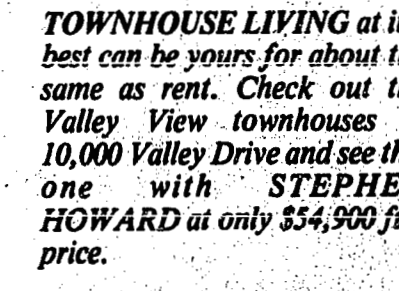 TOWNHOUSE LIVING at i
best can be yours for about t
same as rent. Check out t
Valley View townhouses
10,000 Valley Drive and see th
one with STEPHE
HOWARD at only $54,900 f
price.